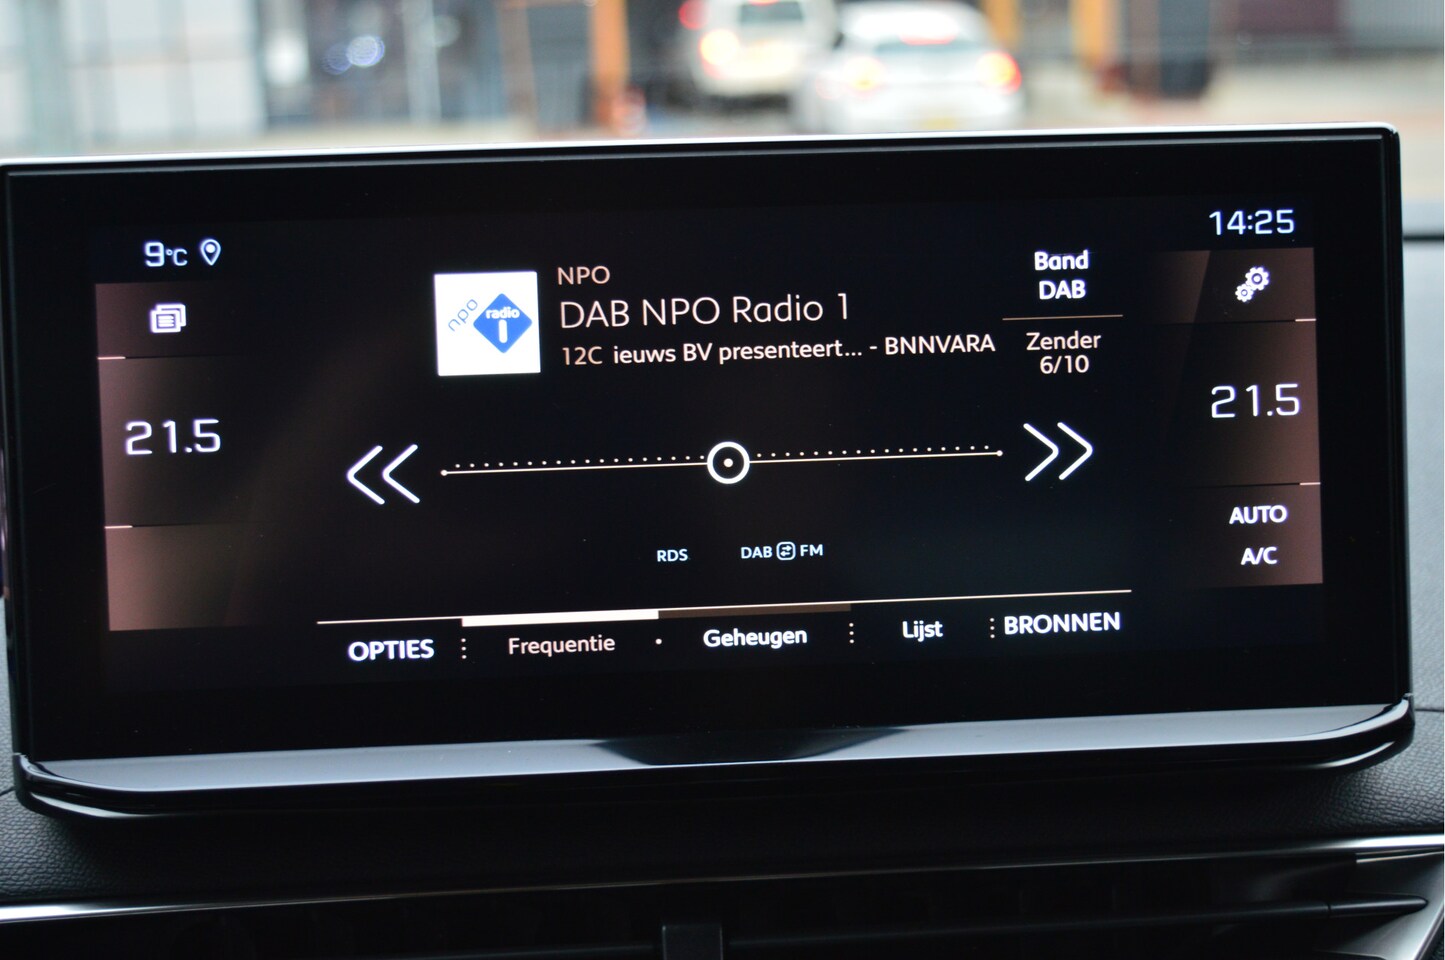 14:25
9°C
NPO
DAB NPO Radio 1
12C ieuws BV presenteert... - BNNVARA
npo radio 1
Band
DAB
Zender
6/10
21.5
21.5
AUTO
A/C
RDS
DAB FM
OPTIES
Frequentie
Geheugen
Lijst
BRONNEN